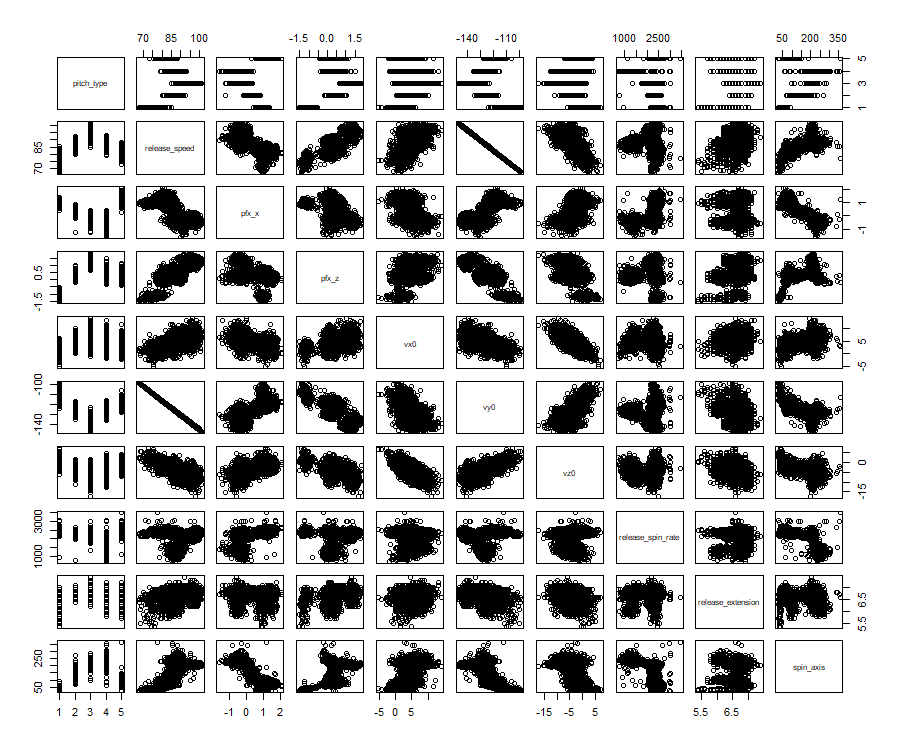 70 85 100 -1.5 0.0 1.5 -140 -110 1000 2500 50 200 350
pitch_type 1 3 5
70 85 release_speed
pfx_x -1 1
-1.5 0.5 pfx_z
vx0 -5 5
-140 -100 vy0
vz0 -15 0
1000 3000 release_spin_rate
release_extension 5.5 6.5
50 250 spin_axis
1 2 3 4 5 -1 0 1 2 -5 0 5 -15 -5 5 5.5 6.5